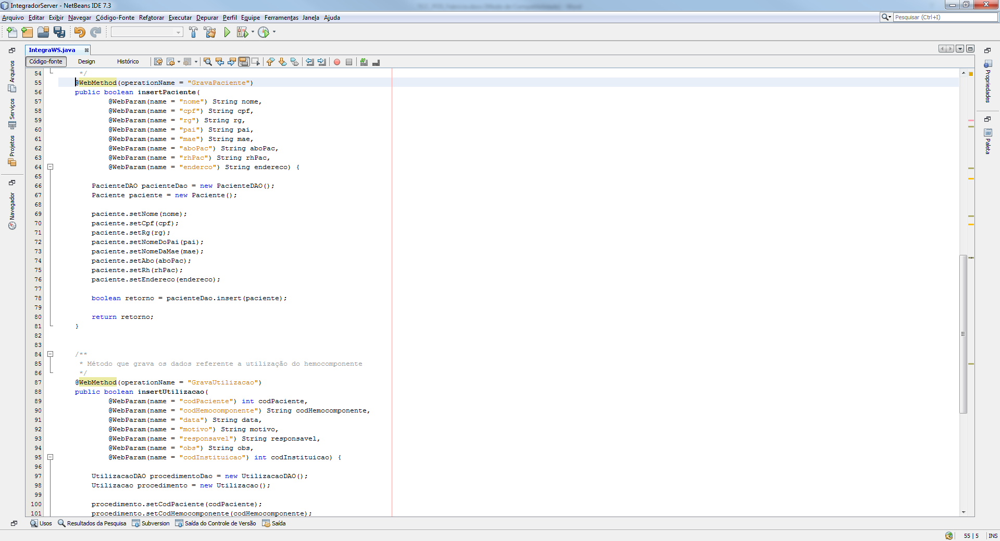 IntegradorServer - NetBeans IDE 7.3
Arquivo Editar Exibir Navegar Código-Fonte Refatorar Executar Depurar Perfil Equipe Ferramentas Janela Ajuda
Pesquisar (Ctrl+I)
IntegraWS.java
Código-fonte Design Histórico
Arquivos
Serviços
Projetos
Navegador
54 */
55 @WebMethod(operationName = "GravaPaciente")
56 public boolean insertPaciente(
57 @WebParam(name = "nome") String nome,
58 @WebParam(name = "cpf") String cpf,
59 @WebParam(name = "rg") String rg,
60 @WebParam(name = "pai") String pai,
61 @WebParam(name = "mae") String mae,
62 @WebParam(name = "aboPac") String aboPac,
63 @WebParam(name = "rhPac") String rhPac,
64 @WebParam(name = "enderco") String endereco) {
65
66 PacienteDAO pacienteDao = new PacienteDAO();
67 Paciente paciente = new Paciente();
68
69 paciente.setNome(nome);
70 paciente.setCpf(cpf);
71 paciente.setRg(rg);
72 paciente.setNomeDoPai(pai);
73 paciente.setNomeDaMae(mae);
74 paciente.setAbo(aboPac);
75 paciente.setRh(rhPac);
76 paciente.setEndereco(endereco);
77
78 boolean retorno = pacienteDao.insert(paciente);
79
80 return retorno;
81 }
82
83
84 /**
85 * Método que grava os dados referente a utilização do hemocomponente
86 */
87 @WebMethod(operationName = "GravaUtilizacao")
88 public boolean insertUtilizacao(
89 @WebParam(name = "codPaciente") int codPaciente,
90 @WebParam(name = "codHemocomponente") String codHemocomponente,
91 @WebParam(name = "data") String data,
92 @WebParam(name = "motivo") String motivo,
93 @WebParam(name = "responsavel") String responsavel,
94 @WebParam(name = "obs") String obs,
95 @WebParam(name = "codInstituicao") int codInstituicao) {
96
97 UtilizacaoDAO procedimentoDao = new UtilizacaoDAO();
98 Utilizacao procedimento = new Utilizacao();
99
100 procedimento.setCodPaciente(codPaciente);
101 procedimento.setCodHemocomponente(codHemocomponente);
Propriedades
Paleta
Usos Resultados da Pesquisa Subversion Saída do Controle de Versão Saída
55 | 5 INS